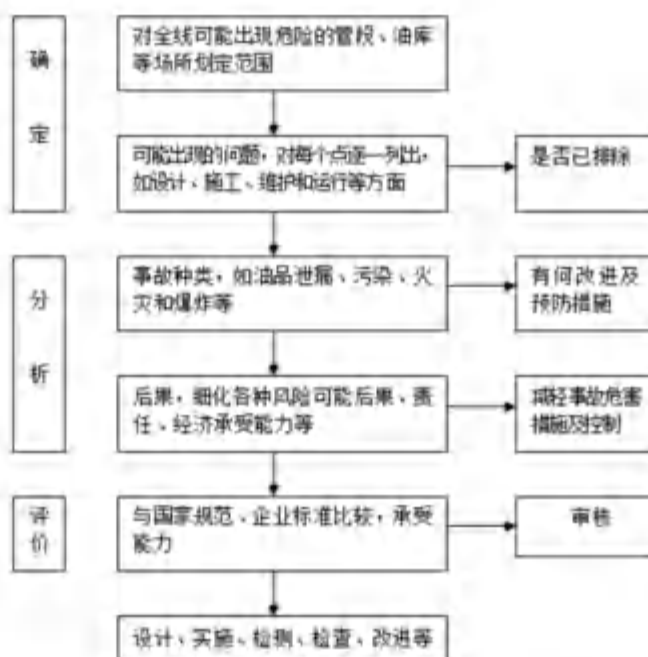 确定
对全线可能出现危险的管段、油库
等场所划定范围
可能出现的问题，对每个点逐一列出，
如设计、施工、维护和运行等方面
是否已排除
分析
事故种类，如油品泄漏、污染、火
灾和爆炸等
有何改进及
预防措施
后果，细化各种风险可能后果、责
任、经济承受能力等
减轻事故危害
措施及控制
评价
与国家规范、企业标准比较，承受
能力
审核
设计、实施、检测、检查、改进等